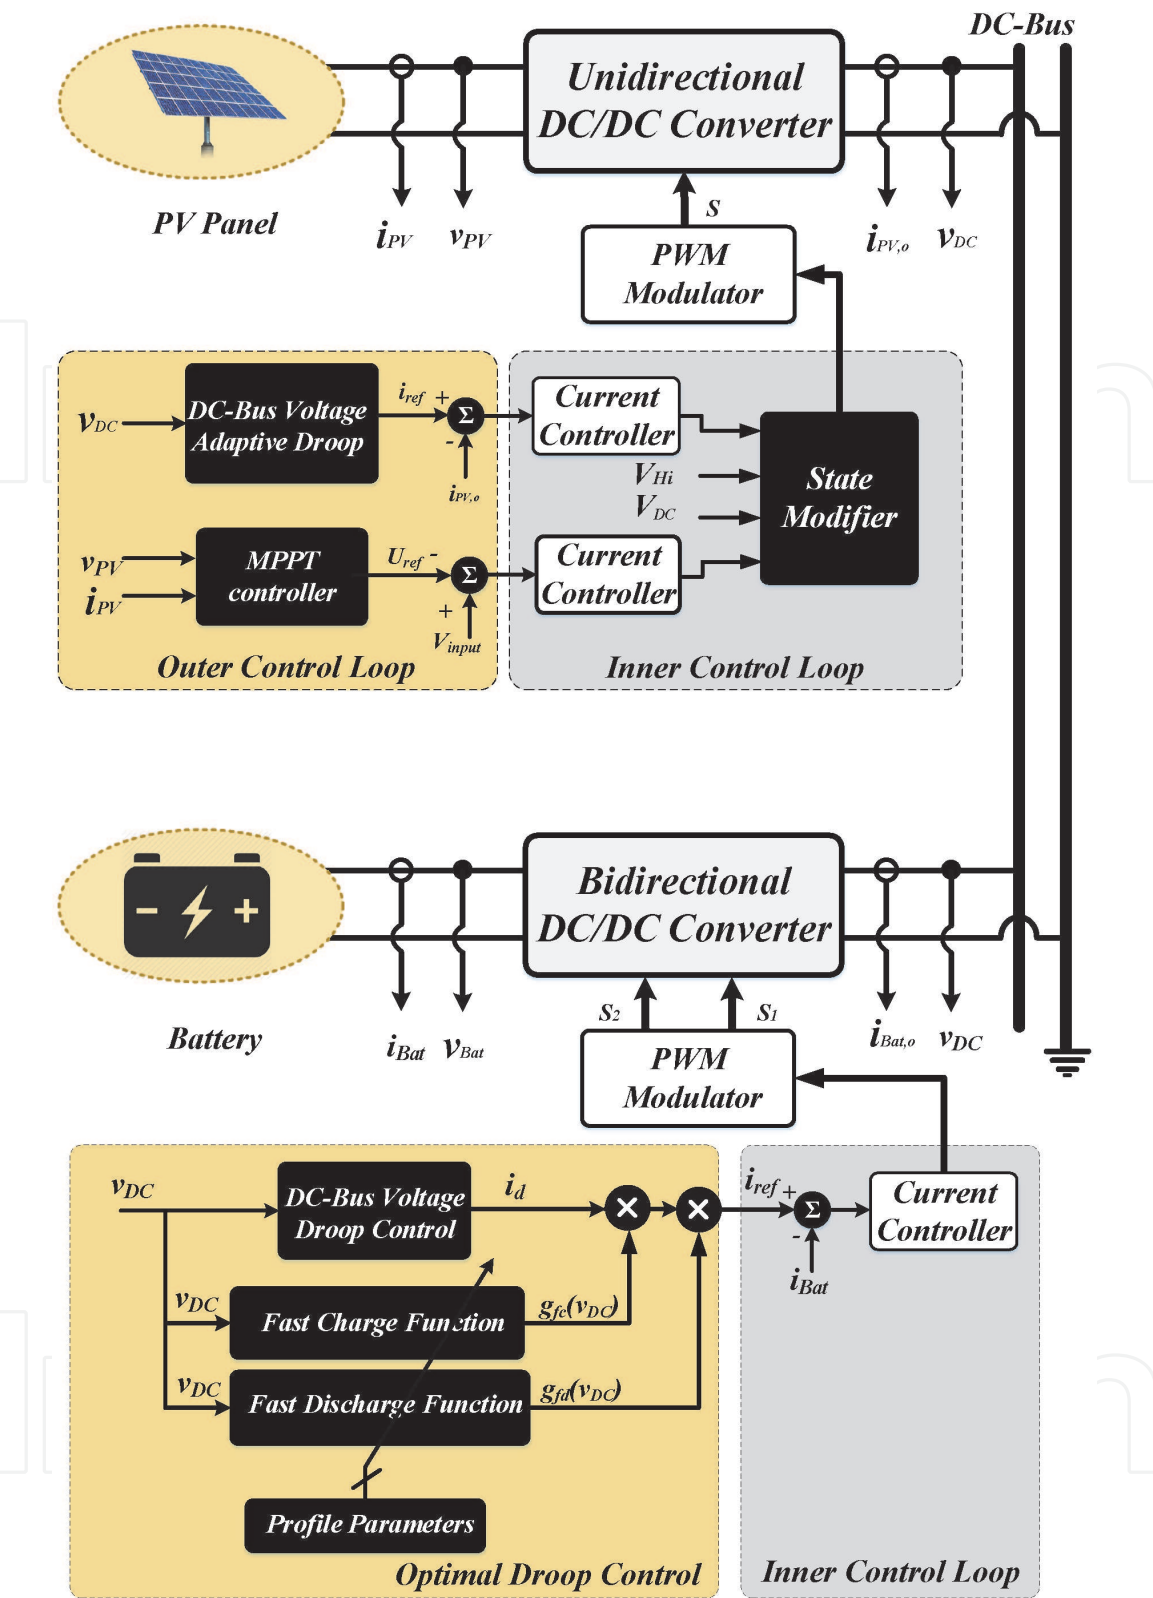 DC-Bus
Unidirectional
DC/DC Converter
PV Panel
iPV
vPV
S
iPV,o
vDC
PWM
Modulator
vDC
DC-Bus Voltage
Adaptive Droop
iref
+
Σ
-
iPV,o
Current
Controller
VHi
VDC
State
Modifier
vPV
iPV
MPPT
controller
Uref
-
Σ
+
Vinput
Current
Controller
Outer Control Loop
Inner Control Loop
- +
Bidirectional
DC/DC Converter
Battery
iBat
vBat
S2
S1
iBat,o
vDC
PWM
Modulator
vDC
DC-Bus Voltage
Droop Control
id
×
×
iref
+
Σ
-
iBat
Current
Controller
vDC
Fast Charge Function
gfc(vDC)
vDC
Fast Discharge Function
gfd(vDC)
Profile Parameters
Optimal Droop Control
Inner Control Loop